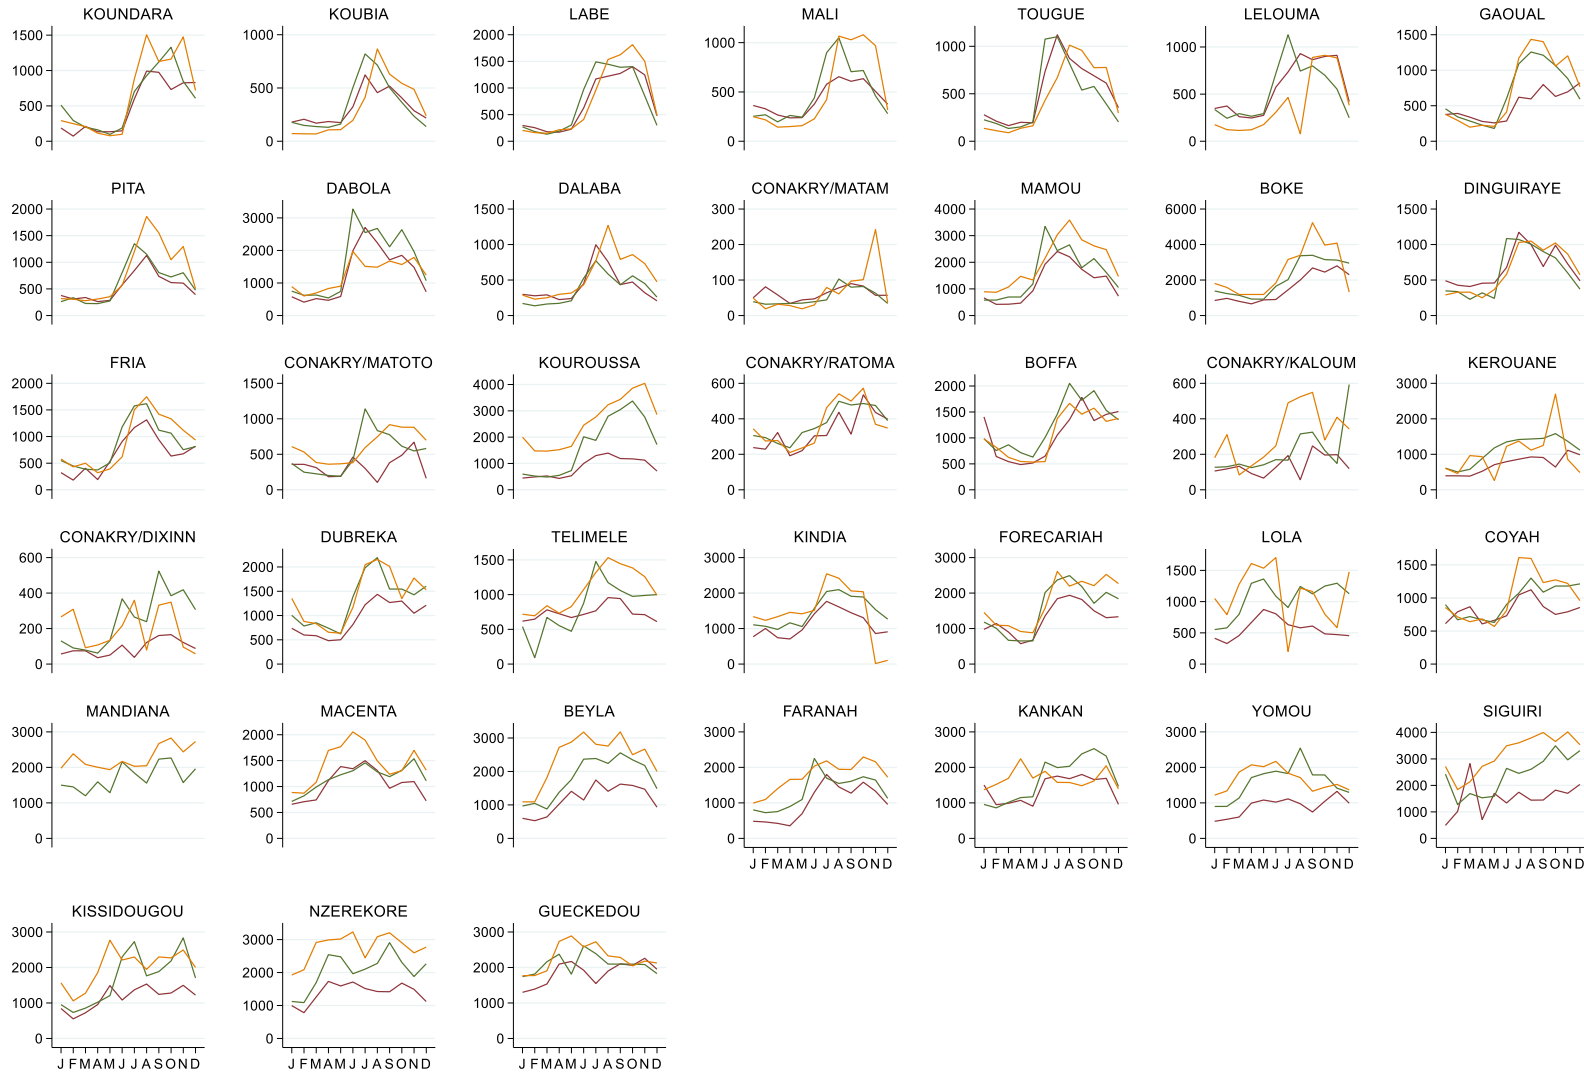 KOUNDARA KOUBIA LABE MALI TOUGUE LELOUMA GAOUAL
1500 1000 500 0
1000 500 0
2000 1500 1000 500 0
1000 500 0
1000 500 0
1000 500 0
1500 1000 500 0
PITA DABOLA DALABA CONAKRY/MATAM MAMOU BOKE DINGUIRAYE
2000 1500 1000 500 0
3000 2000 1000 0
1500 1000 500 0
300 200 100 0
4000 3000 2000 1000 0
6000 4000 2000 0
1500 1000 500 0
FRIA CONAKRY/MATOTO KOUROUSSA CONAKRY/RATOMA BOFFA CONAKRY/KALOUM KEROUANE
2000 1500 1000 500 0
1500 1000 500 0
4000 3000 2000 1000 0
600 400 200 0
2000 1500 1000 500 0
600 400 200 0
3000 2000 1000 0
CONAKRY/DIXINN DUBREKA TELIMELE KINDIA FORECARIAH LOLA COYAH
600 400 200 0
2000 1500 1000 500 0
1500 1000 500 0
3000 2000 1000 0
3000 2000 1000 0
1500 1000 500 0
1500 1000 500 0
MANDIANA MACENTA BEYLA FARANAH KANKAN YOMOU SIGUIRI
3000 2000 1000 0
2000 1500 1000 500 0
3000 2000 1000 0
3000 2000 1000 0
3000 2000 1000 0
3000 2000 1000 0
4000 3000 2000 1000 0
J F M A M J J A S O N D
J F M A M J J A S O N D
J F M A M J J A S O N D
J F M A M J J A S O N D
KISSIDOUGOU NZEREKORE GUECKEDOU
3000 2000 1000 0
3000 2000 1000 0
3000 2000 1000 0
J F M A M J J A S O N D
J F M A M J J A S O N D
J F M A M J J A S O N D